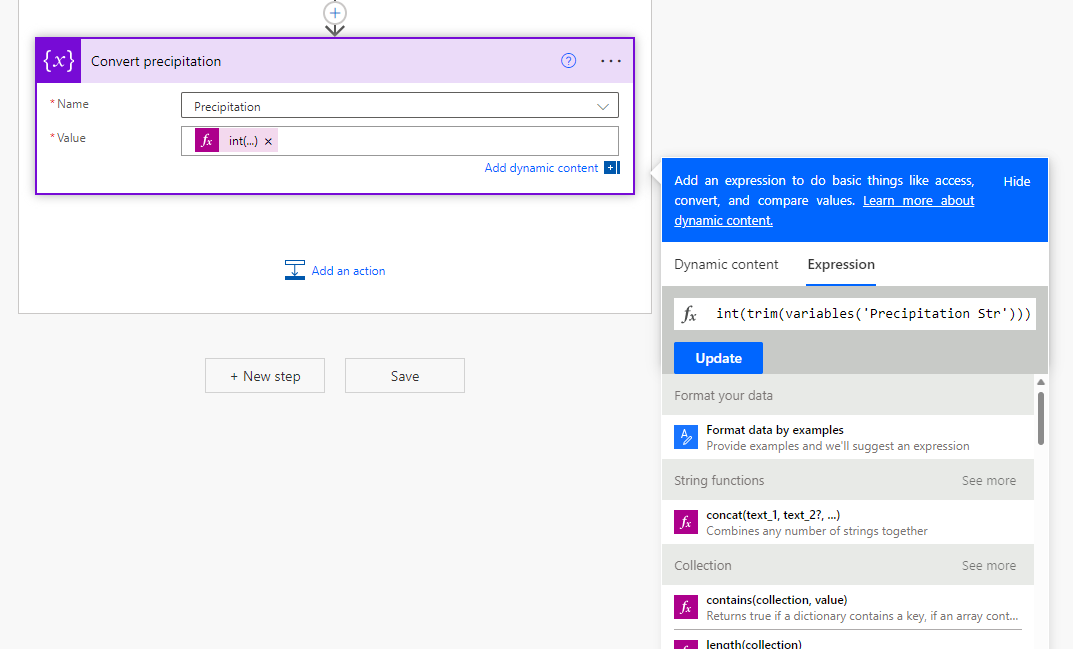 {x} Convert precipitation ? ...
* Name Precipitation
* Value fx int(...) ×
Add dynamic content +
Add an action
+ New step Save
Add an expression to do basic things like access, Hide
convert, and compare values. Learn more about
dynamic content.
Dynamic content Expression
fx int(trim(variables('Precipitation Str')))
Update
Format your data
Format data by examples
Provide examples and we'll suggest an expression
String functions See more
fx concat(text_1, text_2?, ...)
Combines any number of strings together
Collection See more
fx contains(collection, value)
Returns true if a dictionary contains a key, if an array cont...
length(collection)